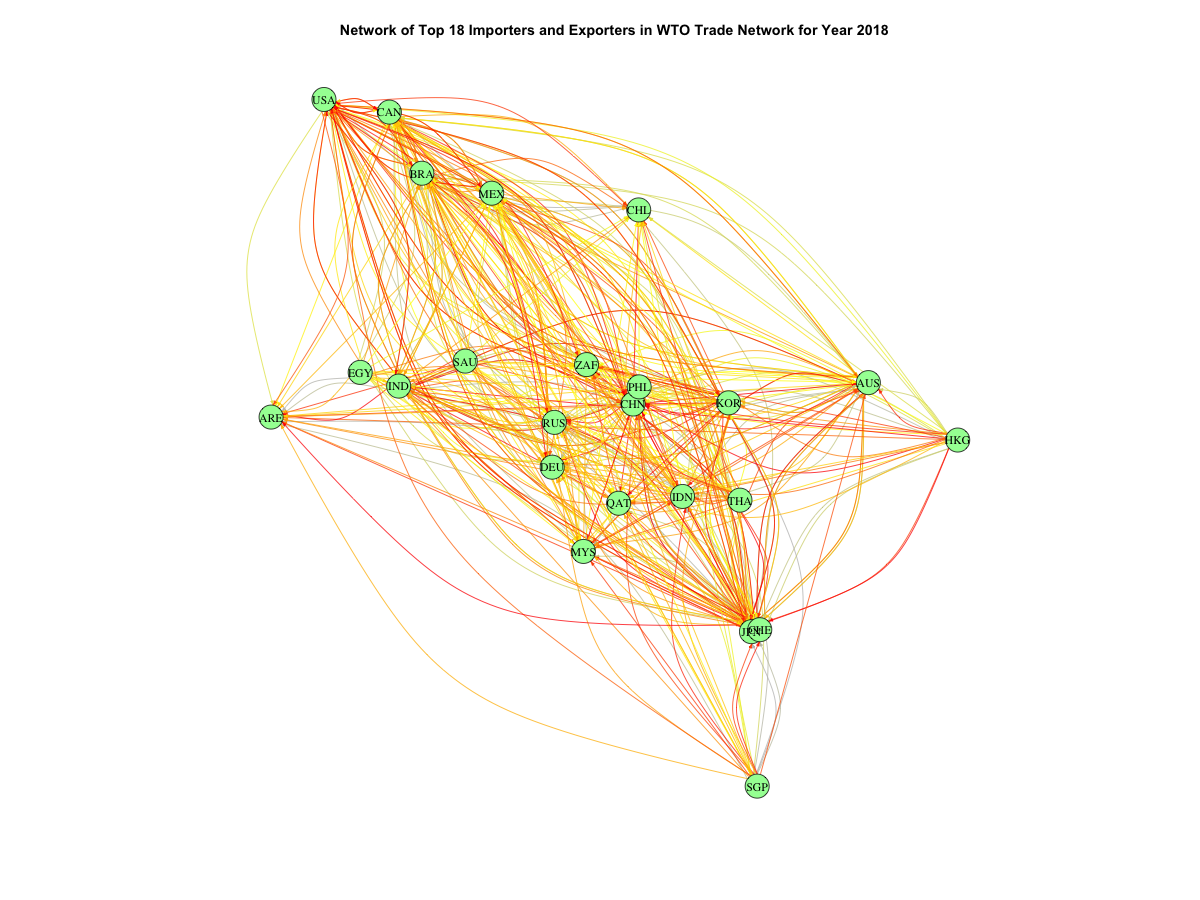 Network of Top 18 Importers and Exporters in WTO Trade Network for Year 2018
USA
CAN
BRA
MEX
CHL
EGY
IND
SAU
ZAF
PHL
CHN
KOR
AUS
ARE
RUS
HKG
DEU
QAT
IDN
THA
MYS
JPN
CHE
SGP